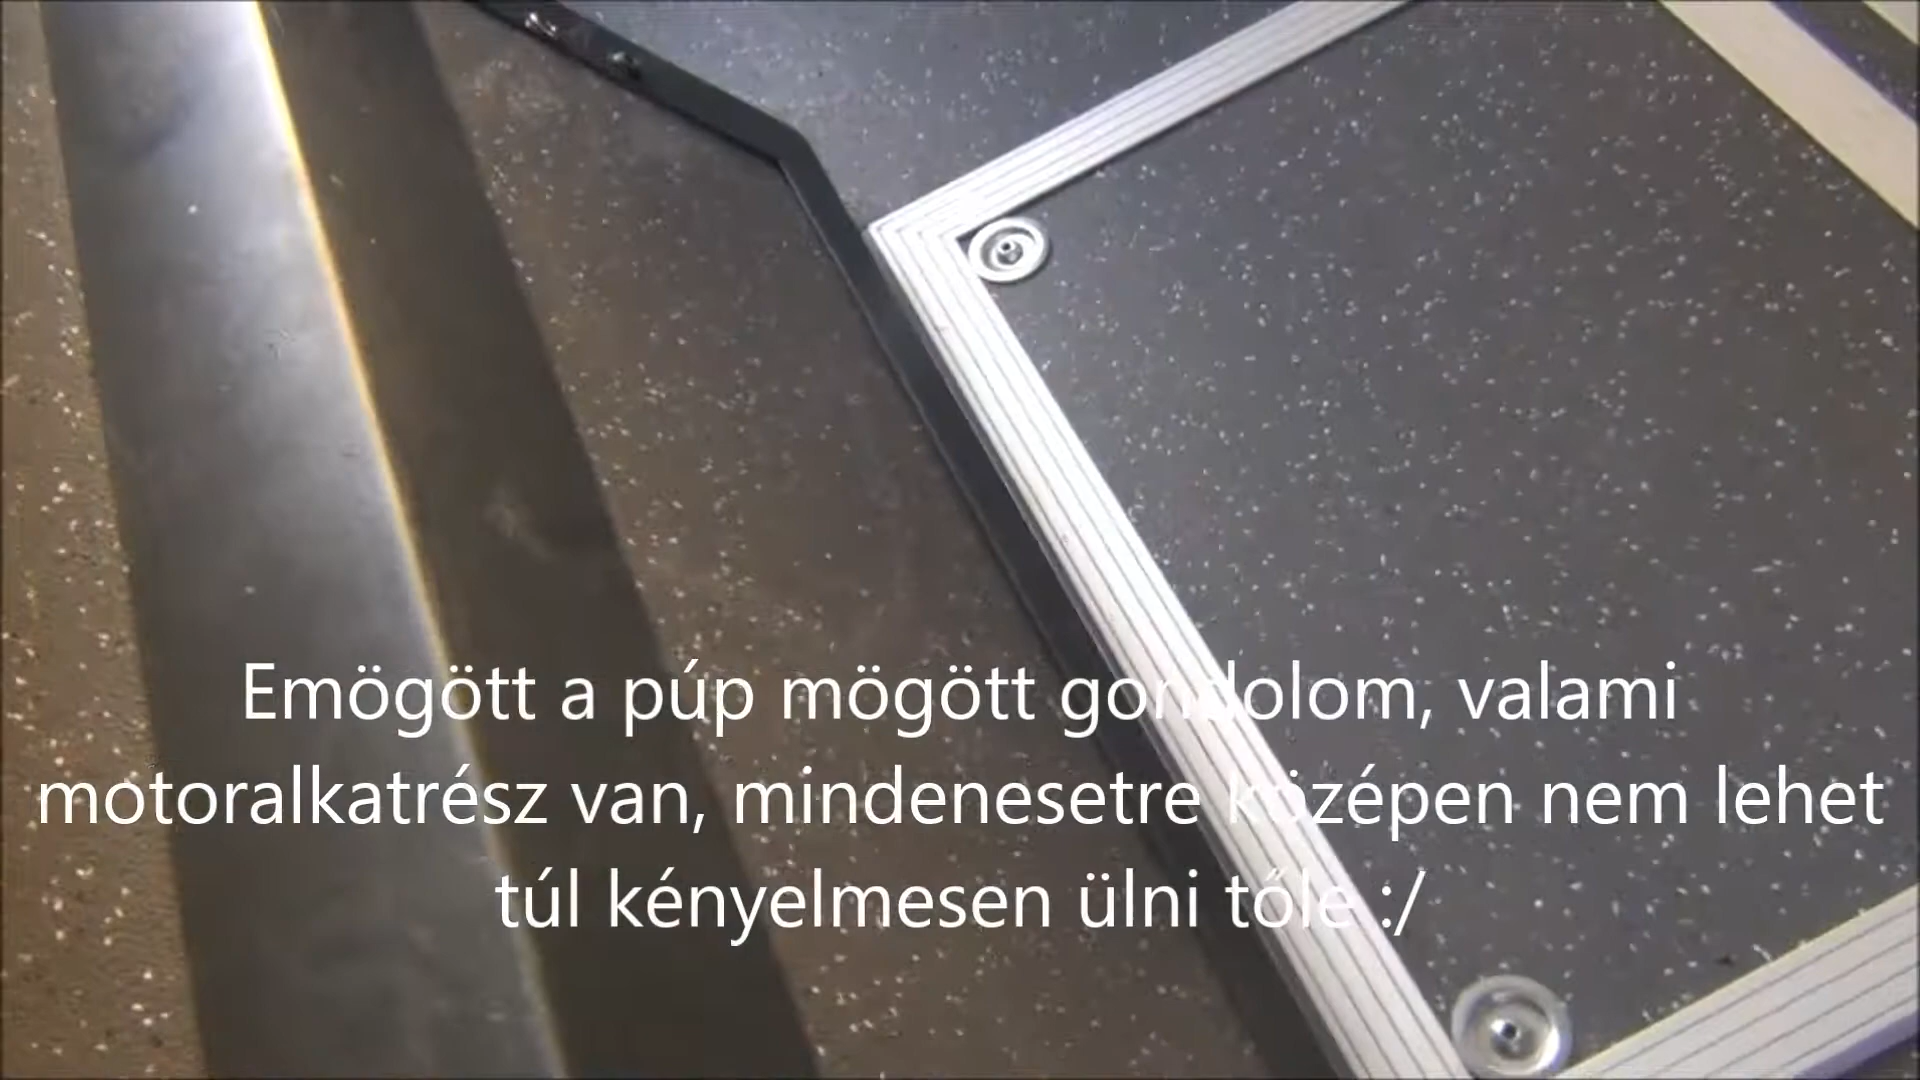 Emögött a púp mögött gondolom, valami
motoralkatrész van, mindenesetre középen nem lehet
túl kényelmesen ülni tőle :/